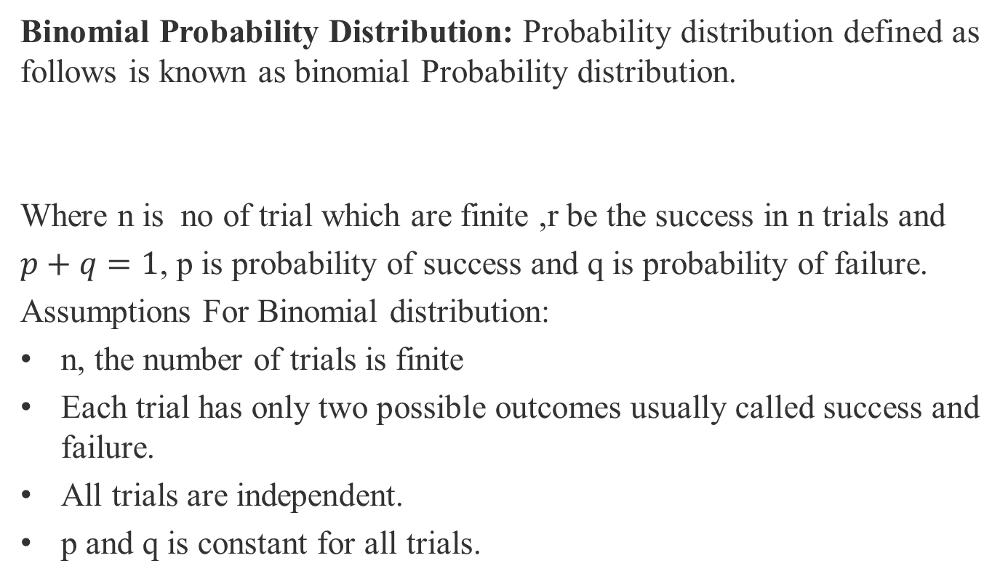 Binomial Probability Distribution: Probability distribution defined as
follows is known as binomial Probability distribution.
Where n is no of trial which are finite ,r be the success in n trials and
p + q = 1, p is probability of success and q is probability of failure.
Assumptions For Binomial distribution:
• n, the number of trials is finite
• Each trial has only two possible outcomes usually called success and
failure.
• All trials are independent.
• p and q is constant for all trials.